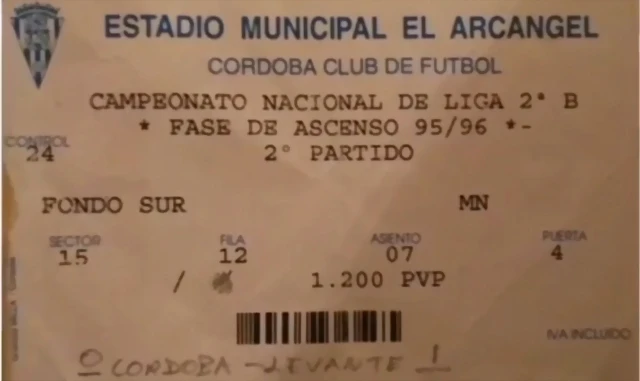 ESTADIO MUNICIPAL EL ARCANGEL
CORDOBA CLUB DE FUTBOL
CAMPEONATO NACIONAL DE LIGA 2ª B
* FASE DE ASCENSO 95/96 *-
CONTROL
24
2° PARTIDO
FONDO SUR MN
SECTOR FILA ASIENTO PUERTA
15 12 07 4
/ 1.200 PVP
IVA INCLUIDO
0 CORDOBA - LEVANTE 1